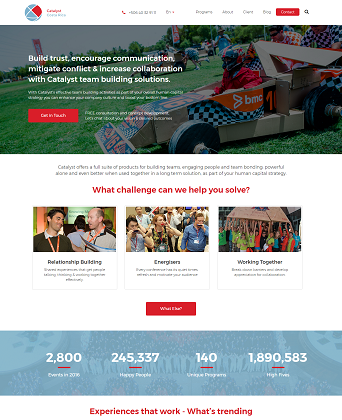 Catalyst
Programs
About
Client
Blog
Contact
En
Build trust, encourage communication,
mitigate conflict & increase collaboration
with Catalyst team building solutions.
With Catalyst's effective team building activities as part of your overall human capital
strategy you can enhance your company culture and boost your bottom line.
Get in Touch
FREE consultation and concept development.
Let's chat about your vision & desired outcomes
Catalyst offers a full suite of products for building teams, engaging people and team bonding: powerful
alone and even better when used together in a long term solution as part of your human capital strategy.
What challenge can we help you solve?
Relationship Building
Shared experiences that get people
talking, thinking & working together
effectively
Energisers
Every conference has its quiet times
refresh and motivate your audience
Working Together
Break down barriers and develop
appreciation for collaboration
What Else?
2,800
Events in 2016
245,337
Happy People
140
Unique Programs
1,890,583
High Fives
Experiences that work - What's trending